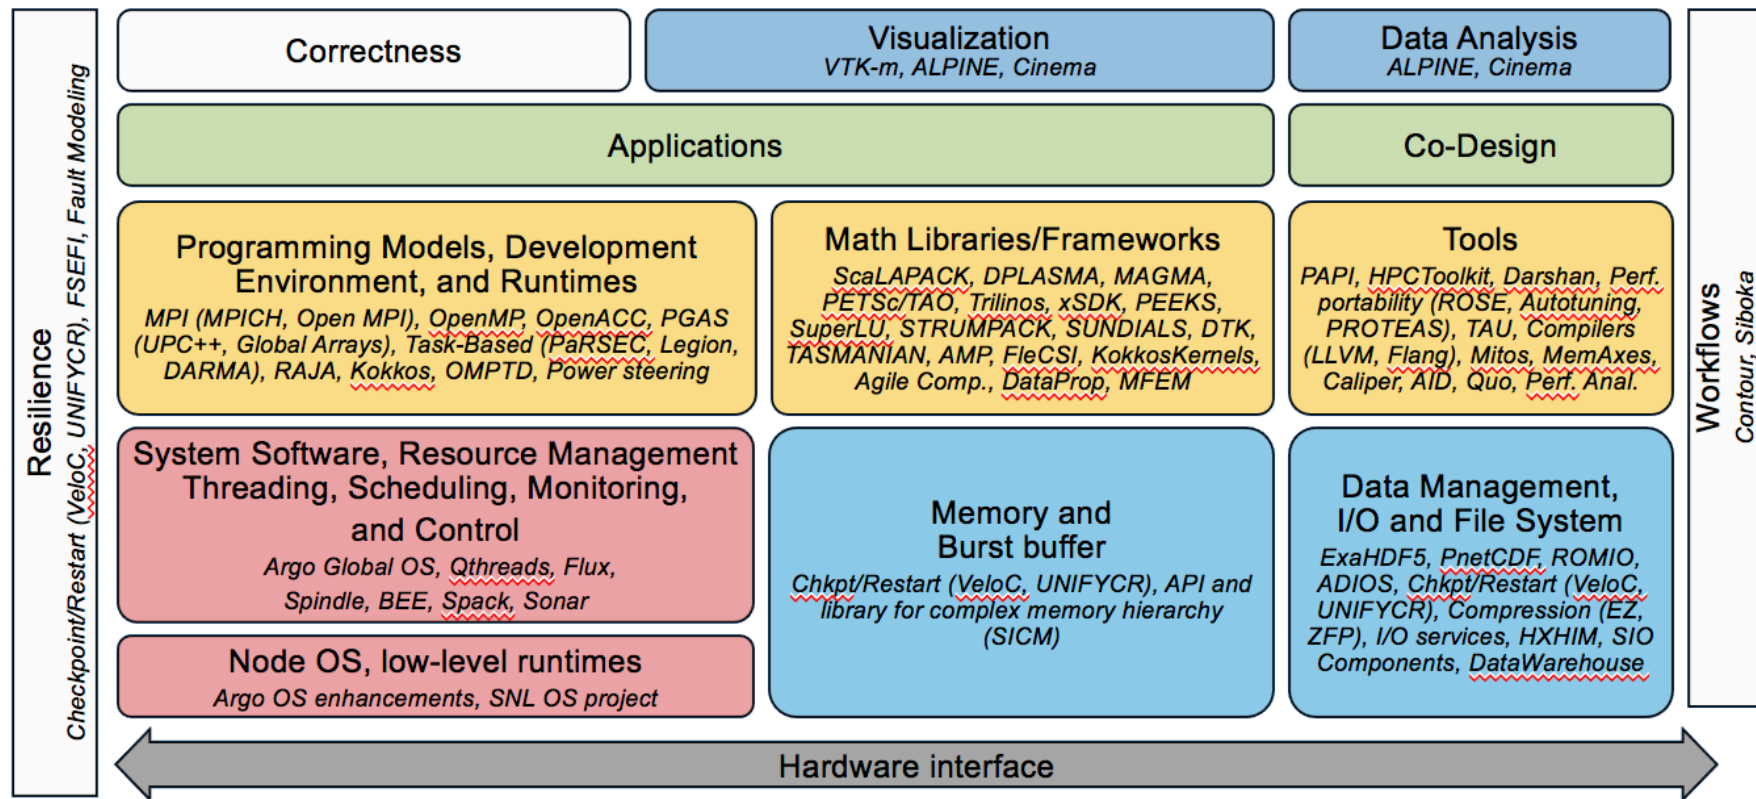 Resilience
Checkpoint/Restart (VeloC, UNIFYCR), FSEFI, Fault Modeling
Correctness
Visualization
VTK-m, ALPINE, Cinema
Data Analysis
ALPINE, Cinema
Applications
Co-Design
Programming Models, Development
Environment, and Runtimes
MPI (MPICH, Open MPI), OpenMP, OpenACC, PGAS
(UPC++, Global Arrays), Task-Based (PaRSEC, Legion,
DARMA), RAJA, Kokkos, OMPTD, Power steering
Math Libraries/Frameworks
ScaLAPACK, DPLASMA, MAGMA,
PETSc/TAO, Trilinos, xSDK, PEEKS,
SuperLU, STRUMPACK, SUNDIALS, DTK,
TASMANIAN, AMP, FleCSI, KokkosKernels,
Agile Comp., DataProp, MFEM
Tools
PAPI, HPCToolkit, Darshan, Perf.
portability (ROSE, Autotuning,
PROTEAS), TAU, Compilers
(LLVM, Flang), Mitos, MemAxes,
Caliper, AID, Quo, Perf. Anal.
System Software, Resource Management
Threading, Scheduling, Monitoring,
and Control
Argo Global OS, Qthreads, Flux,
Spindle, BEE, Spack, Sonar
Node OS, low-level runtimes
Argo OS enhancements, SNL OS project
Memory and
Burst buffer
Chkpt/Restart (VeloC, UNIFYCR), API and
library for complex memory hierarchy
(SICM)
Data Management,
I/O and File System
ExaHDF5, PnetCDF, ROMIO,
ADIOS, Chkpt/Restart (VeloC,
UNIFYCR), Compression (EZ,
ZFP), I/O services, HXHIM, SIO
Components, DataWarehouse
Workflows
Contour, Siboka
Hardware interface